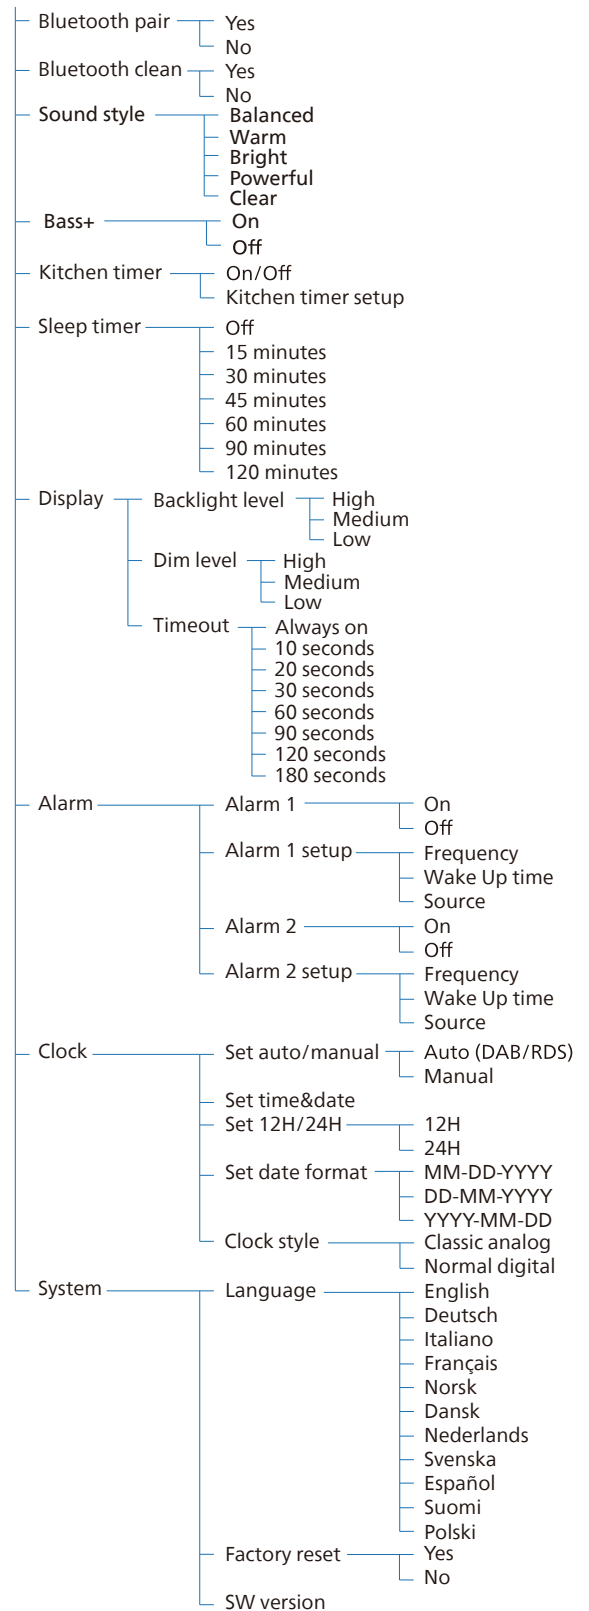 Bluetooth pair Yes
No
Bluetooth clean Yes
No
Sound style Balanced
Warm
Bright
Powerful
Clear
Bass+ On
Off
Kitchen timer On/Off
Kitchen timer setup
Sleep timer Off
15 minutes
30 minutes
45 minutes
60 minutes
90 minutes
120 minutes
Display Backlight level High
Medium
Low
Dim level High
Medium
Low
Timeout Always on
10 seconds
20 seconds
30 seconds
60 seconds
90 seconds
120 seconds
180 seconds
Alarm Alarm 1 On
Off
Alarm 1 setup Frequency
Wake Up time
Source
Alarm 2 On
Off
Alarm 2 setup Frequency
Wake Up time
Source
Clock Set auto/manual Auto (DAB/RDS)
Manual
Set time&date
Set 12H/24H 12H
24H
Set date format MM-DD-YYYY
DD-MM-YYYY
YYYY-MM-DD
Clock style Classic analog
Normal digital
System Language English
Deutsch
Italiano
Français
Norsk
Dansk
Nederlands
Svenska
Español
Suomi
Polski
Factory reset Yes
No
SW version